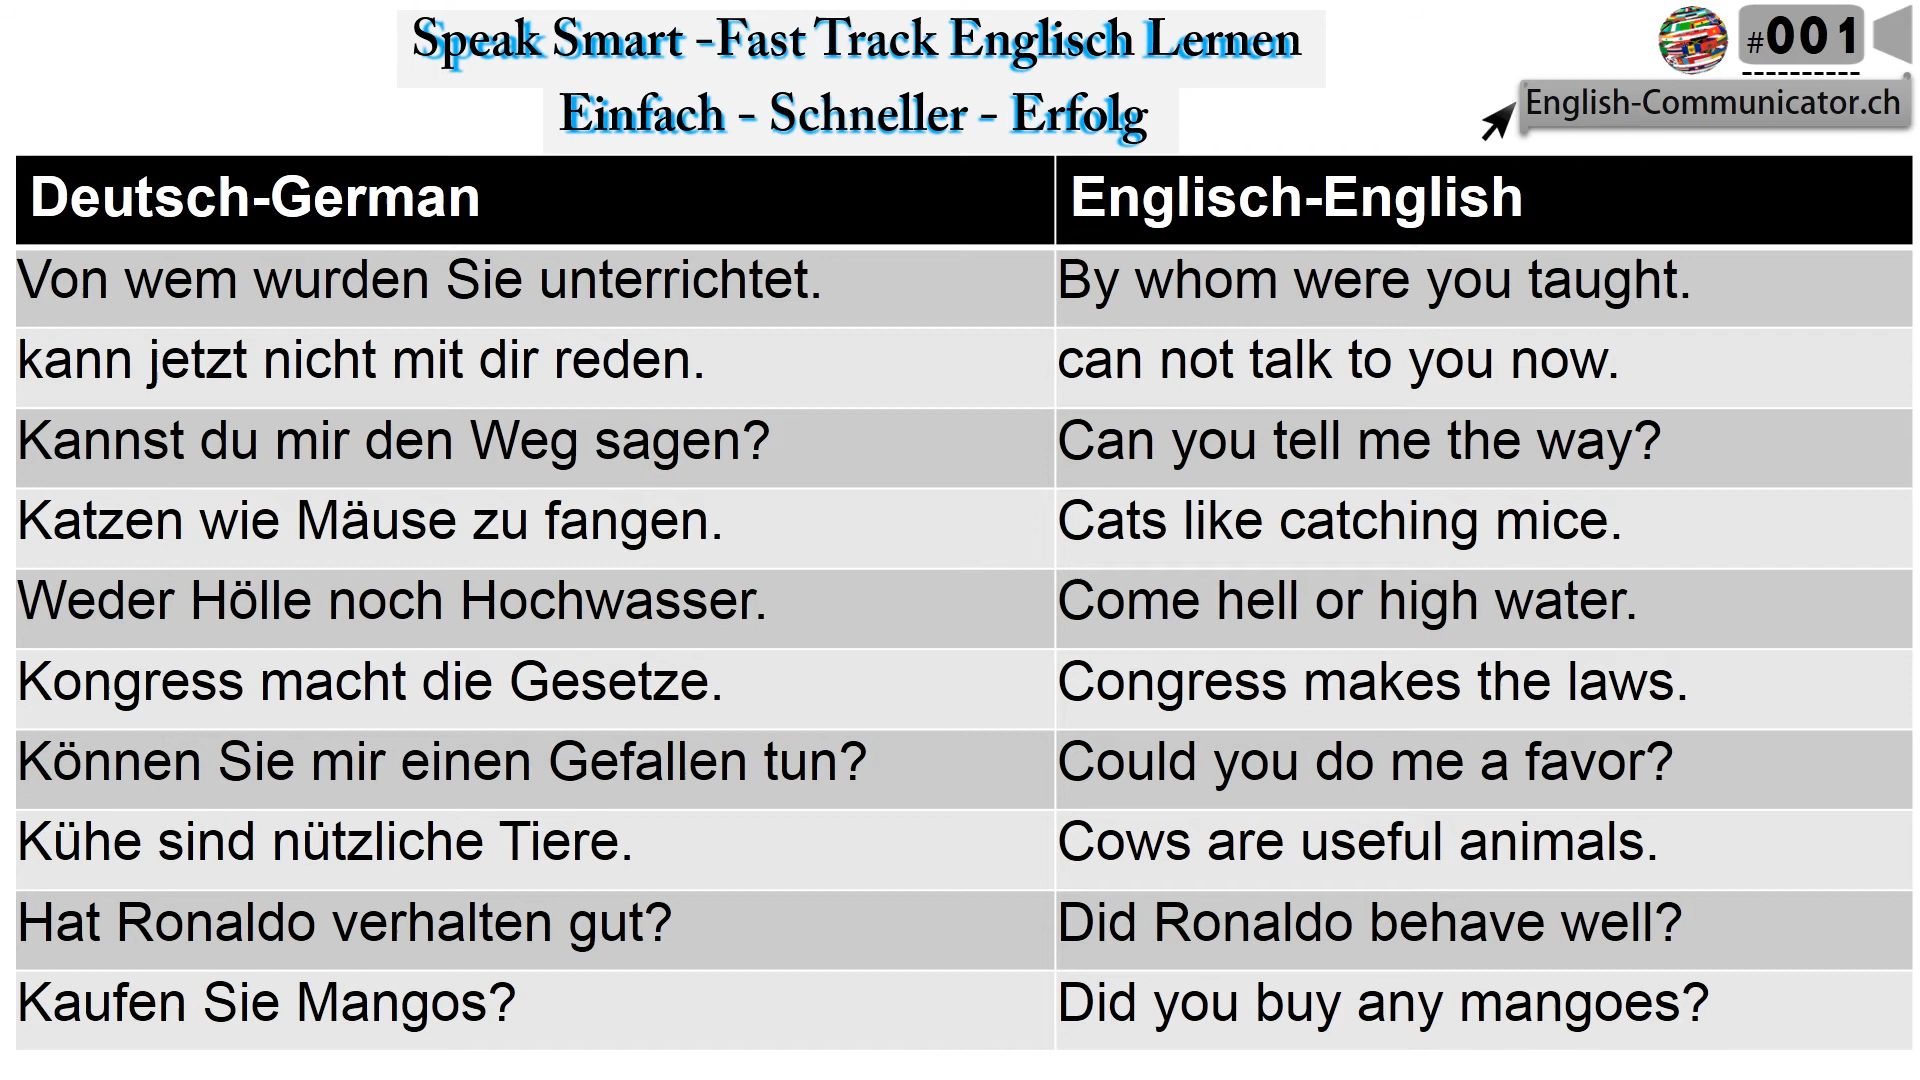 Speak Smart -Fast Track Englisch Lernen
Einfach - Schneller - Erfolg
#001
English-Communicator.ch
Deutsch-German Englisch-English
Von wem wurden Sie unterrichtet. By whom were you taught.
kann jetzt nicht mit dir reden. can not talk to you now.
Kannst du mir den Weg sagen? Can you tell me the way?
Katzen wie Mäuse zu fangen. Cats like catching mice.
Weder Hölle noch Hochwasser. Come hell or high water.
Kongress macht die Gesetze. Congress makes the laws.
Können Sie mir einen Gefallen tun? Could you do me a favor?
Kühe sind nützliche Tiere. Cows are useful animals.
Hat Ronaldo verhalten gut? Did Ronaldo behave well?
Kaufen Sie Mangos? Did you buy any mangoes?